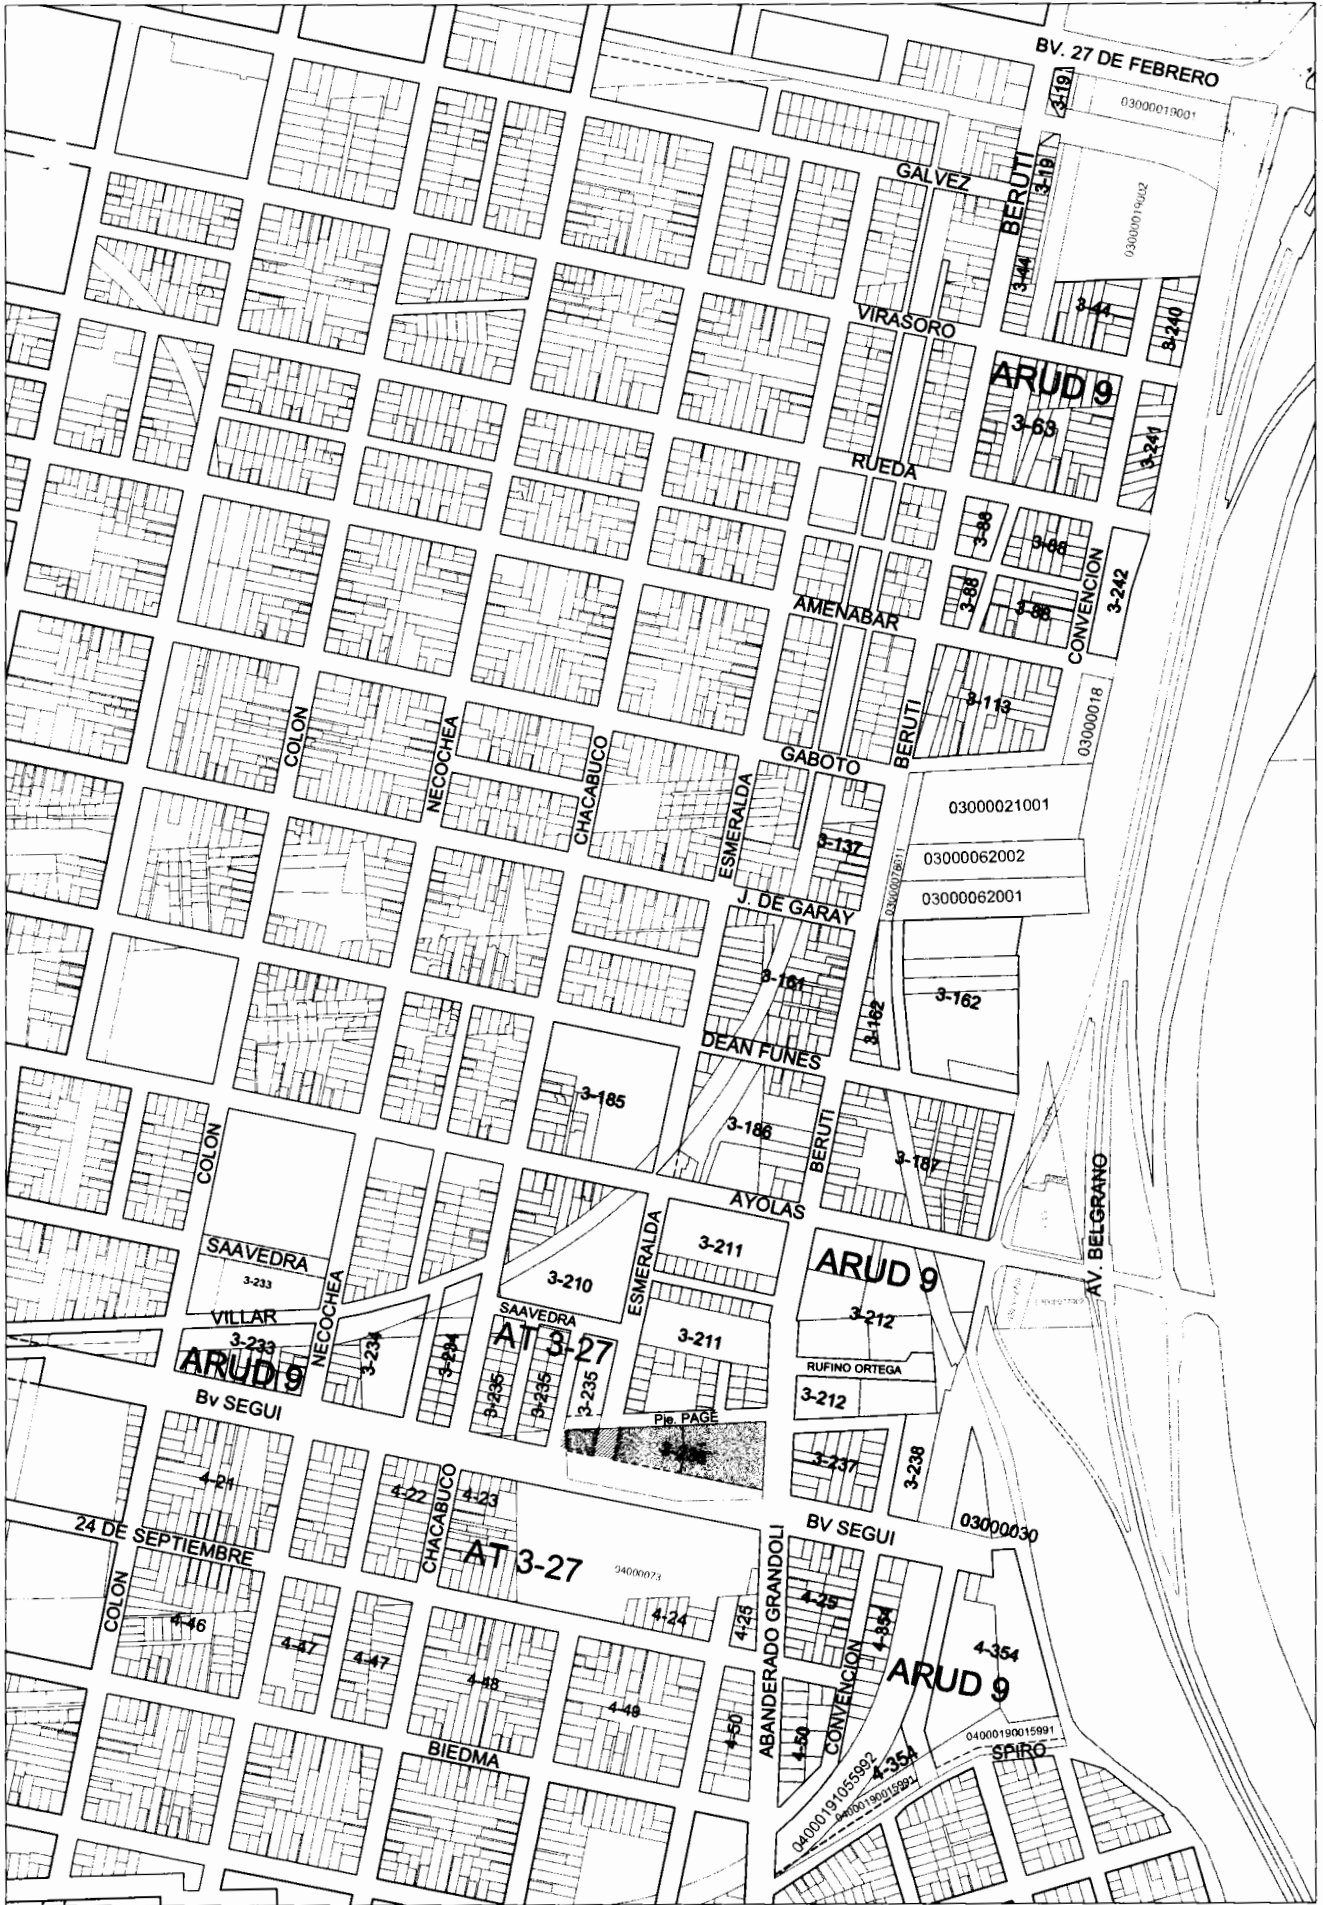 BV. 27 DE FEBRERO
3-19
03000019001
GALVEZ
BERUTI
3-19
03000019002
3-44
3-44
3-240
VIRASORO
ARUD 9
3-63
3-241
RUEDA
3-88
3-88
3-88
3-88
CONVENCION
3-242
AMENABAR
3-113
03000018
COLON
NECOCHEA
CHACABUCO
ESMERALDA
GABOTO
BERUTI
03000021001
3-137
03000062002
03000062001
J. DE GARAY
3-161
3-162
3-162
DEAN FUNES
3-185
3-186
BERUTI
3-187
COLON
AYOLAS
AV. BELGRANO
SAAVEDRA
3-233
3-210
ESMERALDA
3-211
ARUD 9
3-212
VILLAR
NECOCHEA
SAAVEDRA
AT 3-27
3-211
3-233
ARUD 9
3-234
3-234
3-235
3-235
3-235
RUFINO ORTEGA
3-212
Bv SEGUI
Pje. PAGE
3-237
3-238
4-21
4-22
CHACABUCO
4-23
BV SEGUI
03000030
24 DE SEPTIEMBRE
AT 3-27
04000073
ABANDERADO GRANDOLI
4-25
4-354
COLON
4-46
4-47
4-47
4-24
4-25
CONVENCION
4-354
ARUD 9
4-48
4-49
4-50
4-50
BIEDMA
04000190015991
SPIRO
4-354
04000191055992
04000190015991